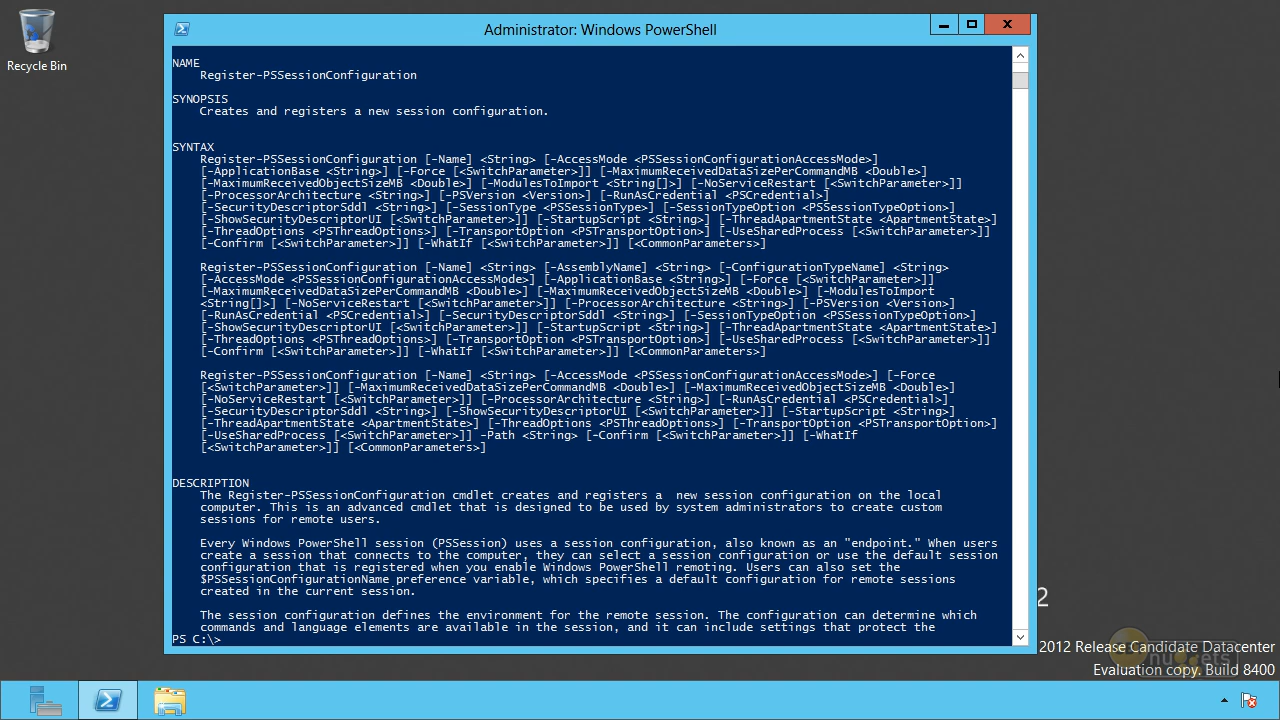 Recycle Bin
Administrator: Windows PowerShell
NAME
Register-PSSessionConfiguration
SYNOPSIS
Creates and registers a new session configuration.
SYNTAX
Register-PSSessionConfiguration [-Name] <String> [-AccessMode <PSSessionConfigurationAccessMode>]
[-ApplicationBase <String>] [-Force [<SwitchParameter>]] [-MaximumReceivedDataSizePerCommandMB <Double>]
[-MaximumReceivedObjectSizeMB <Double>] [-ModulesToImport <String[]>] [-NoServiceRestart [<SwitchParameter>]]
[-ProcessorArchitecture <String>] [-PSVersion <Version>] [-RunAsCredential <PSCredential>]
[-SecurityDescriptorSddl <String>] [-SessionType <PSSessionType>] [-SessionTypeOption <PSSessionTypeOption>]
[-ShowSecurityDescriptorUI [<SwitchParameter>]] [-StartupScript <String>] [-ThreadApartmentState <ApartmentState>]
[-ThreadOptions <PSThreadOptions>] [-TransportOption <PSTransportOption>] [-UseSharedProcess [<SwitchParameter>]]
[-Confirm [<SwitchParameter>]] [-WhatIf [<SwitchParameter>]] [<CommonParameters>]
Register-PSSessionConfiguration [-Name] <String> [-AssemblyName] <String> [-ConfigurationTypeName] <String>
[-AccessMode <PSSessionConfigurationAccessMode>] [-ApplicationBase <String>] [-Force [<SwitchParameter>]]
[-MaximumReceivedDataSizePerCommandMB <Double>] [-MaximumReceivedObjectSizeMB <Double>] [-ModulesToImport
<String[]>] [-NoServiceRestart [<SwitchParameter>]] [-ProcessorArchitecture <String>] [-PSVersion <Version>]
[-RunAsCredential <PSCredential>] [-SecurityDescriptorSddl <String>] [-SessionTypeOption <PSSessionTypeOption>]
[-ShowSecurityDescriptorUI [<SwitchParameter>]] [-StartupScript <String>] [-ThreadApartmentState <ApartmentState>]
[-ThreadOptions <PSThreadOptions>] [-TransportOption <PSTransportOption>] [-UseSharedProcess [<SwitchParameter>]]
[-Confirm [<SwitchParameter>]] [-WhatIf [<SwitchParameter>]] [<CommonParameters>]
Register-PSSessionConfiguration [-Name] <String> [-AccessMode <PSSessionConfigurationAccessMode>] [-Force
[<SwitchParameter>]] [-MaximumReceivedDataSizePerCommandMB <Double>] [-MaximumReceivedObjectSizeMB <Double>]
[-NoServiceRestart [<SwitchParameter>]] [-ProcessorArchitecture <String>] [-RunAsCredential <PSCredential>]
[-SecurityDescriptorSddl <String>] [-ShowSecurityDescriptorUI [<SwitchParameter>]] [-StartupScript <String>]
[-ThreadApartmentState <ApartmentState>] [-ThreadOptions <PSThreadOptions>] [-TransportOption <PSTransportOption>]
[-UseSharedProcess [<SwitchParameter>]] -Path <String> [-Confirm [<SwitchParameter>]] [-WhatIf
[<SwitchParameter>]] [<CommonParameters>]
DESCRIPTION
The Register-PSSessionConfiguration cmdlet creates and registers a  new session configuration on the local
computer. This is an advanced cmdlet that is designed to be used by system administrators to create custom
sessions for remote users.
Every Windows PowerShell session (PSSession) uses a session configuration, also known as an "endpoint." When users
create a session that connects to the computer, they can select a session configuration or use the default session
configuration that is registered when you enable Windows PowerShell remoting. Users can also set the
$PSSessionConfigurationName preference variable, which specifies a default configuration for remote sessions
created in the current session.
The session configuration defines the environment for the remote session. The configuration can determine which
commands and language elements are available in the session, and it can include settings that protect the
PS C:\>
2
2012 Release Candidate Datacenter
Evaluation copy. Build 8400
nuggets